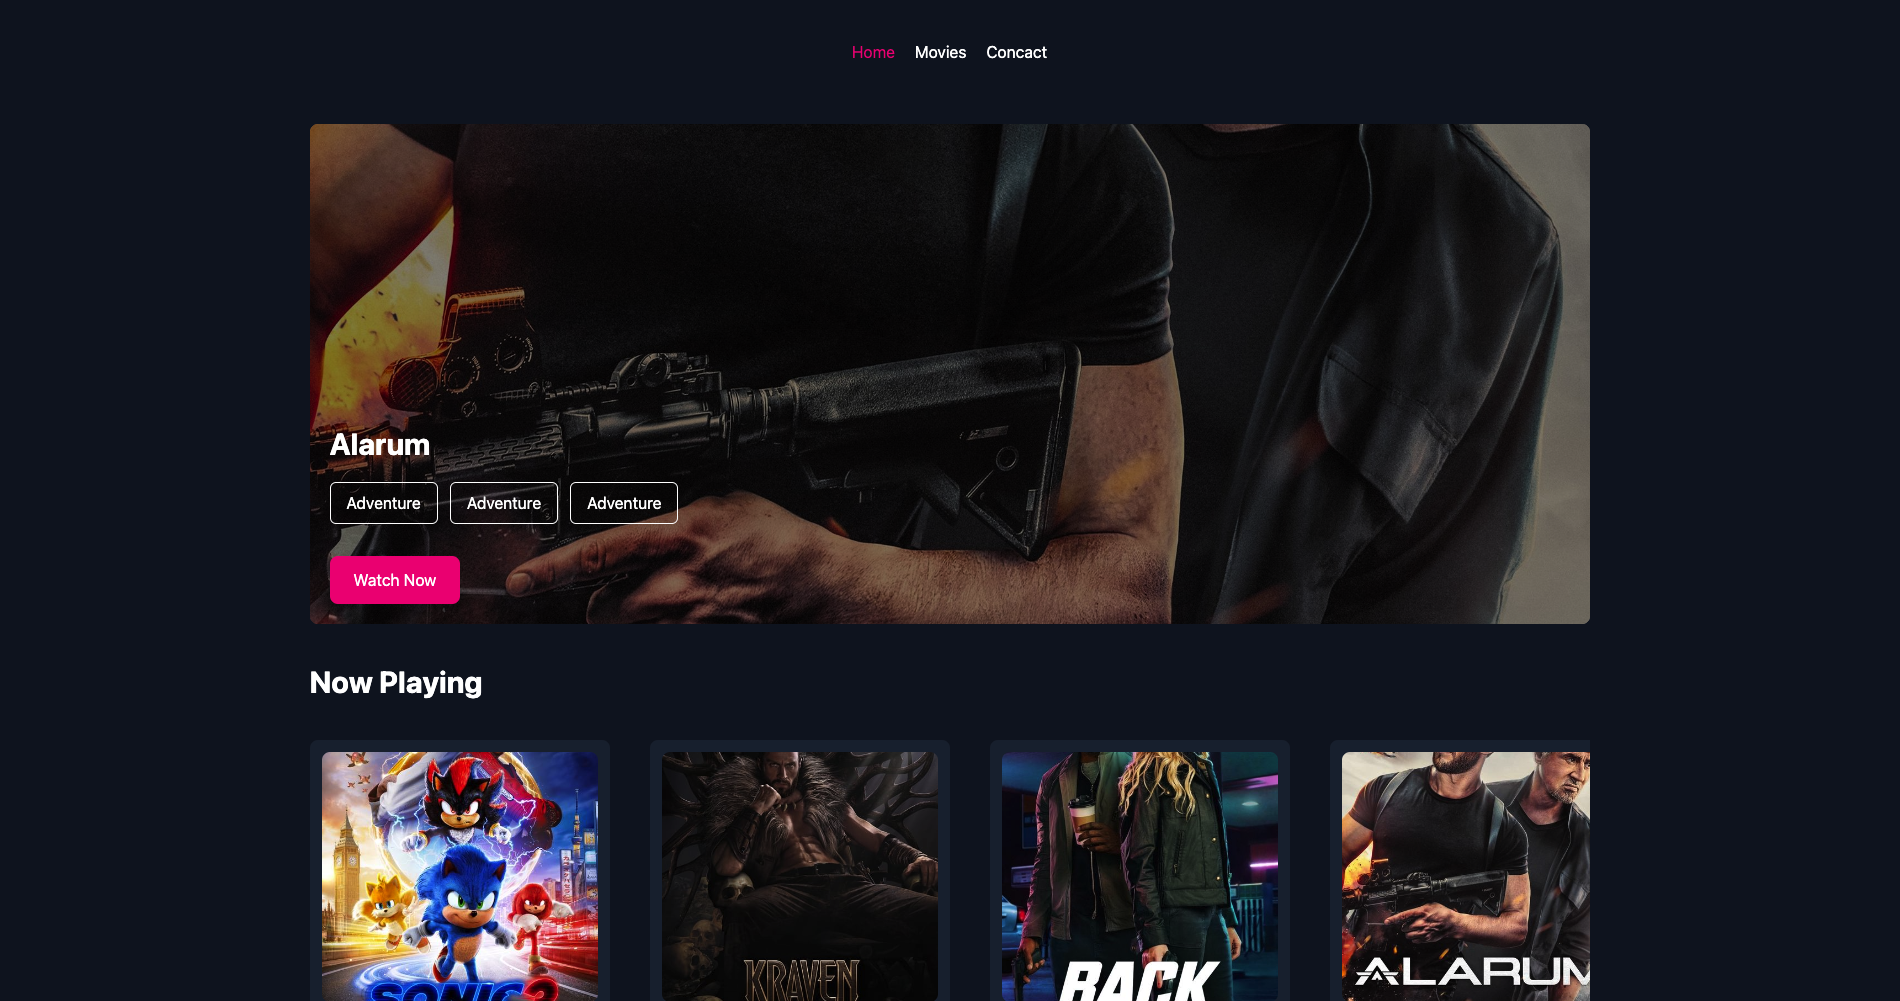 Home Movies Concact
Alarum
Adventure Adventure Adventure
Watch Now
Now Playing
SONIC 3
KRAVEN
BACK
ALARUM